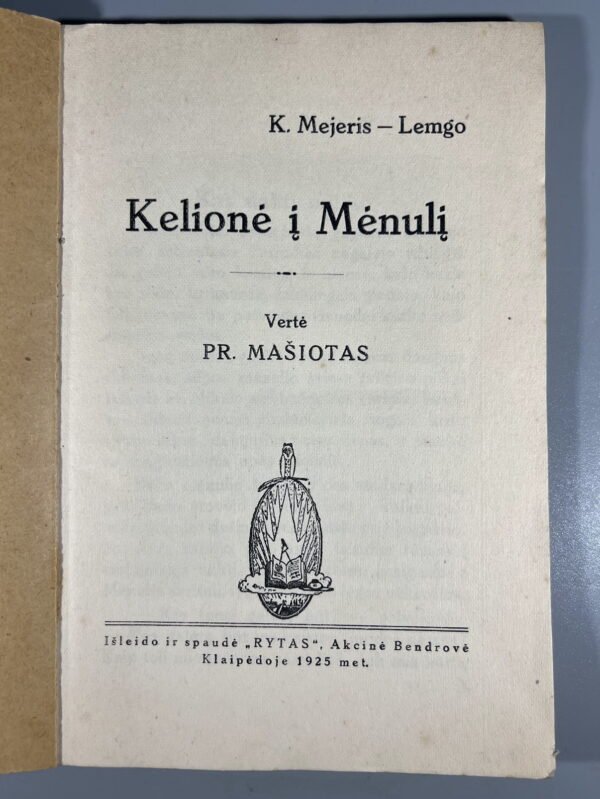 K. Mejeris – Lemgo
Kelionė į Mėnulį
Vertė
PR. MAŠIOTAS
Išleido ir spaudė „RYTAS“, Akcinė Bendrovė
Klaipėdoje 1925 met.